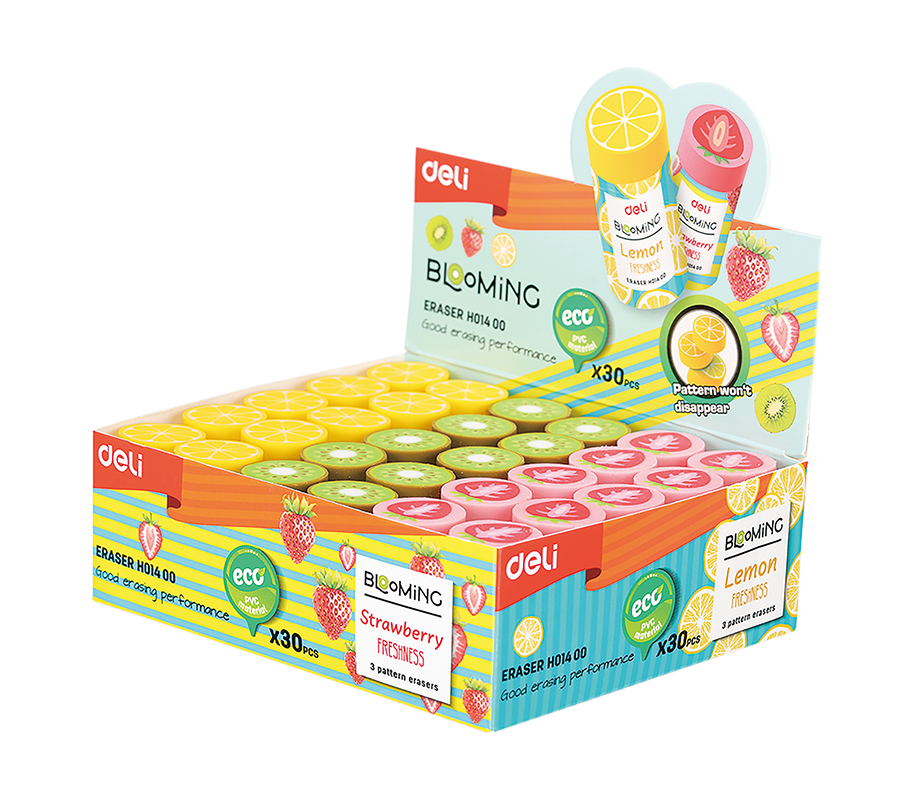 deli
BLOOMING
ERASER H014 00
Good erasing performance
eco
PVC
material
x30PCS
deli
BLOOMING
Lemon
FRESHNESS
ERASER H014 00
deli
BLOOMING
FRESHNESS
Pattern won't
disappear
deli
ERASER H014 00
Good erasing performance
eco
PVC
material
x30PCS
BLOOMING
Strawberry
FRESHNESS
3 pattern erasers
deli
ERASER H014 00
Good erasing performance
eco
PVC
material
x30PCS
BLOOMING
Lemon
FRESHNESS
3 pattern erasers